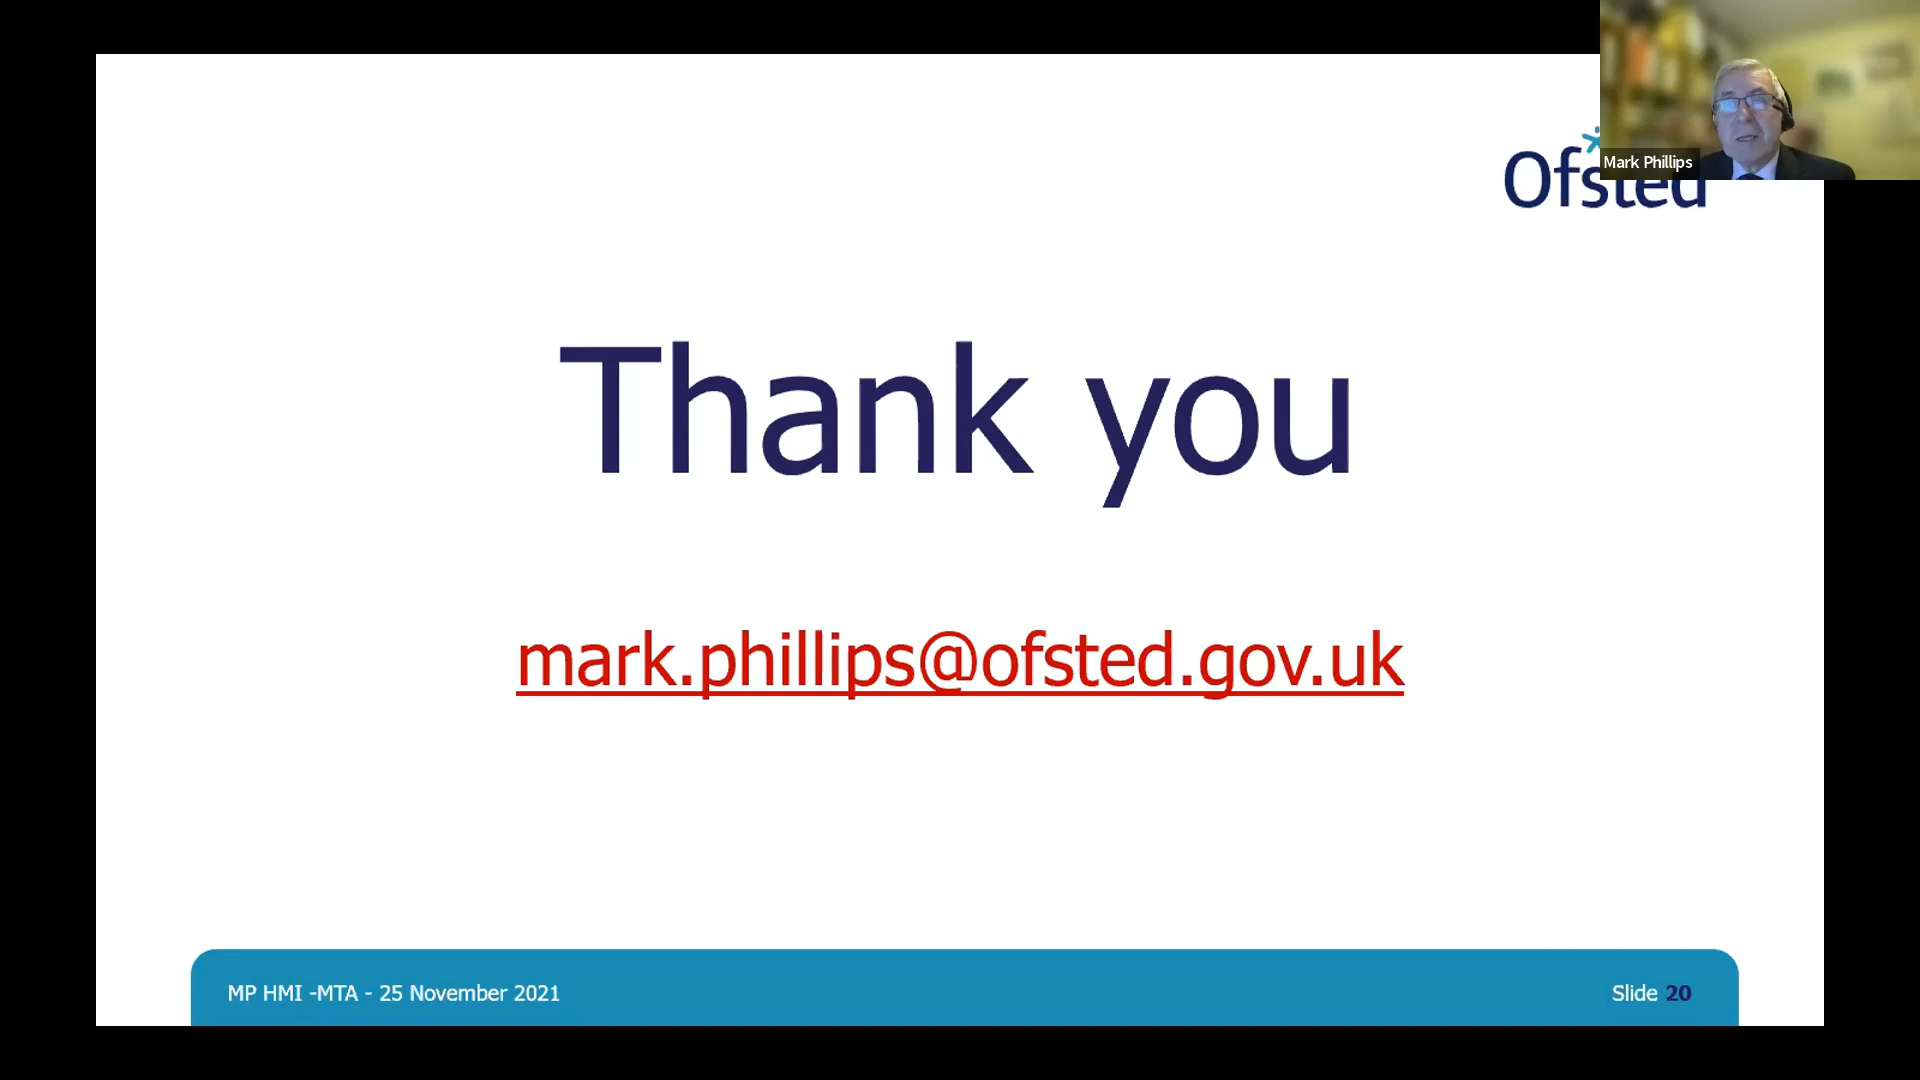 Ofsted
Mark Phillips
Thank you
mark.phillips@ofsted.gov.uk
MP HMI -MTA - 25 November 2021
Slide 20